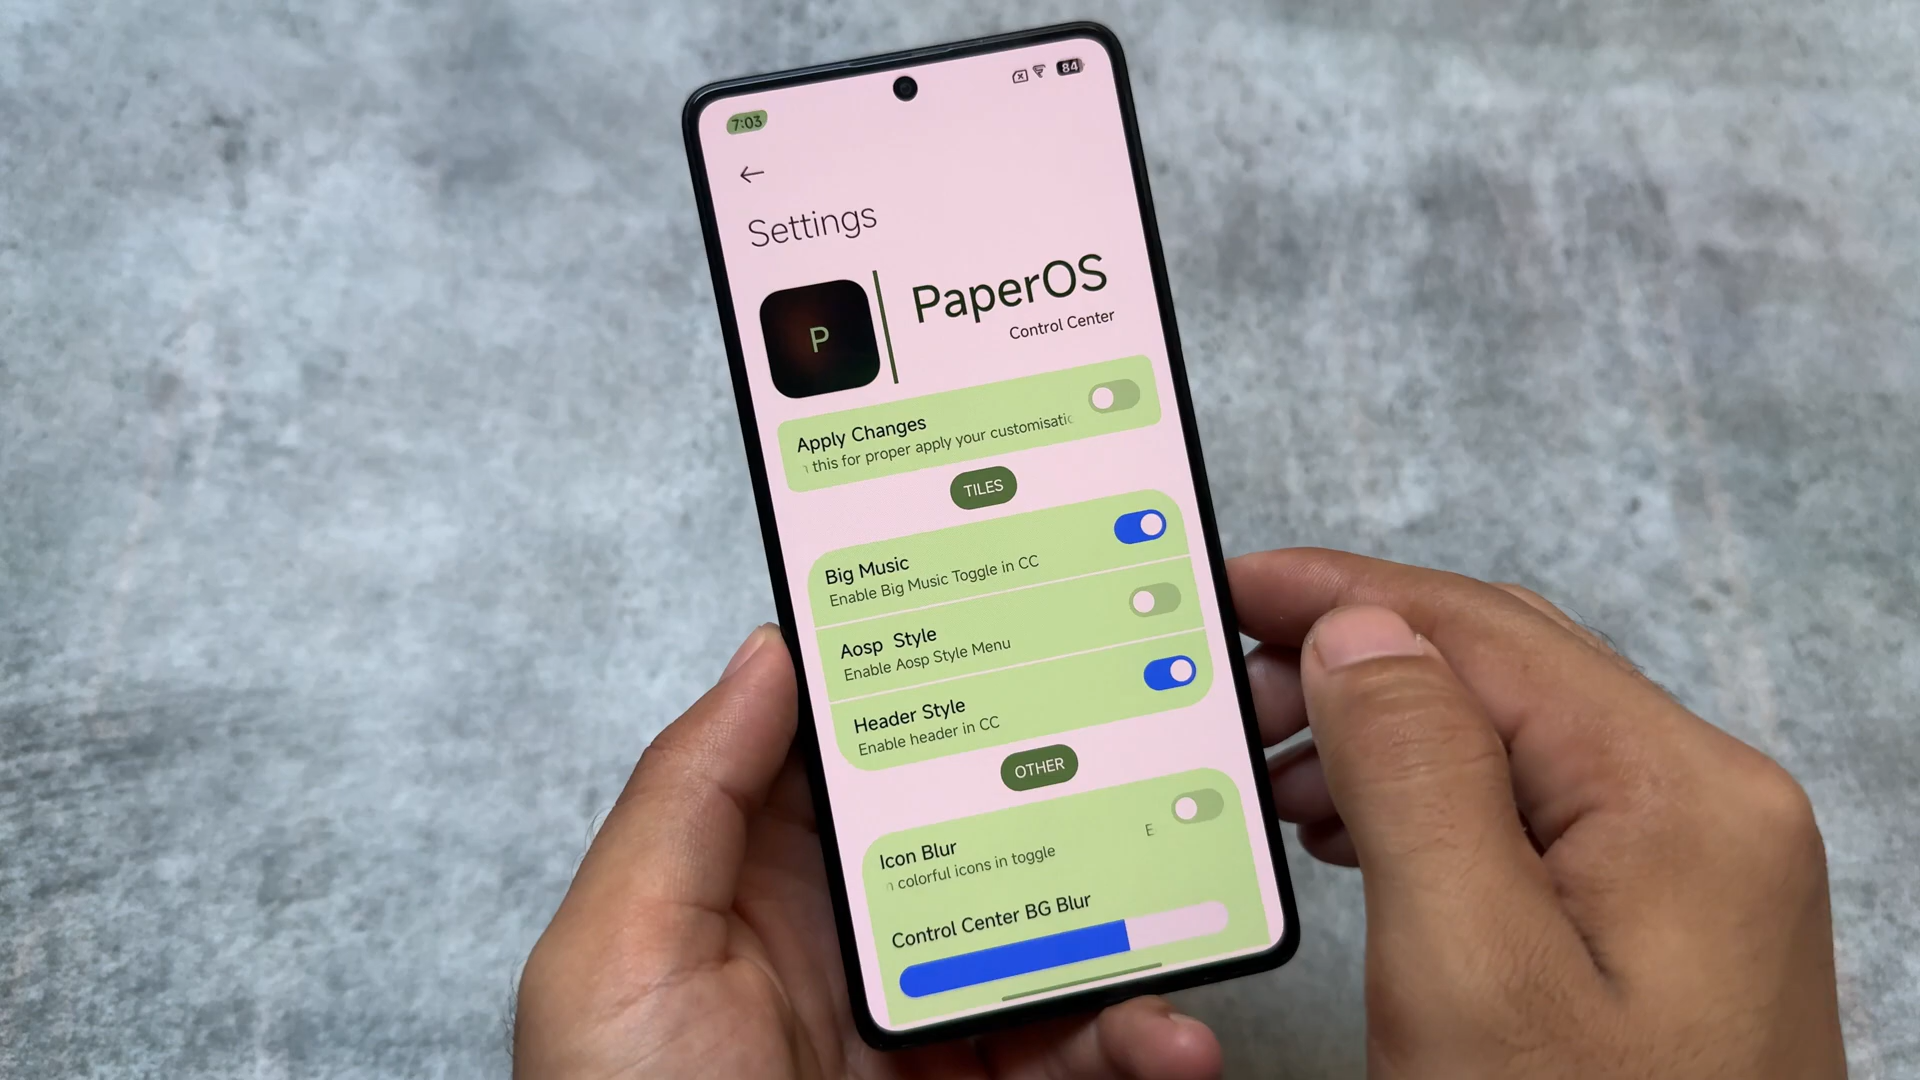 7:03
84
Settings
P
PaperOS
Control Center
Apply Changes
this for proper apply your customisatic
TILES
Big Music
Enable Big Music Toggle in CC
Aosp Style
Enable Aosp Style Menu
Header Style
Enable header in CC
OTHER
Icon Blur
n colorful icons in toggle E
Control Center BG Blur